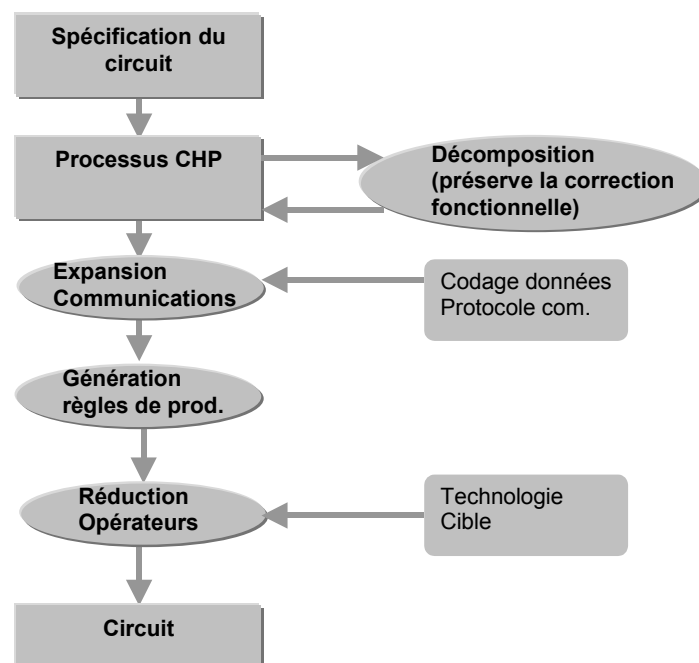 Spécification du
circuit
Processus CHP
Décomposition
(préserve la correction
fonctionnelle)
Expansion
Communications
Codage données
Protocole com.
Génération
règles de prod.
Réduction
Opérateurs
Technologie
Cible
Circuit